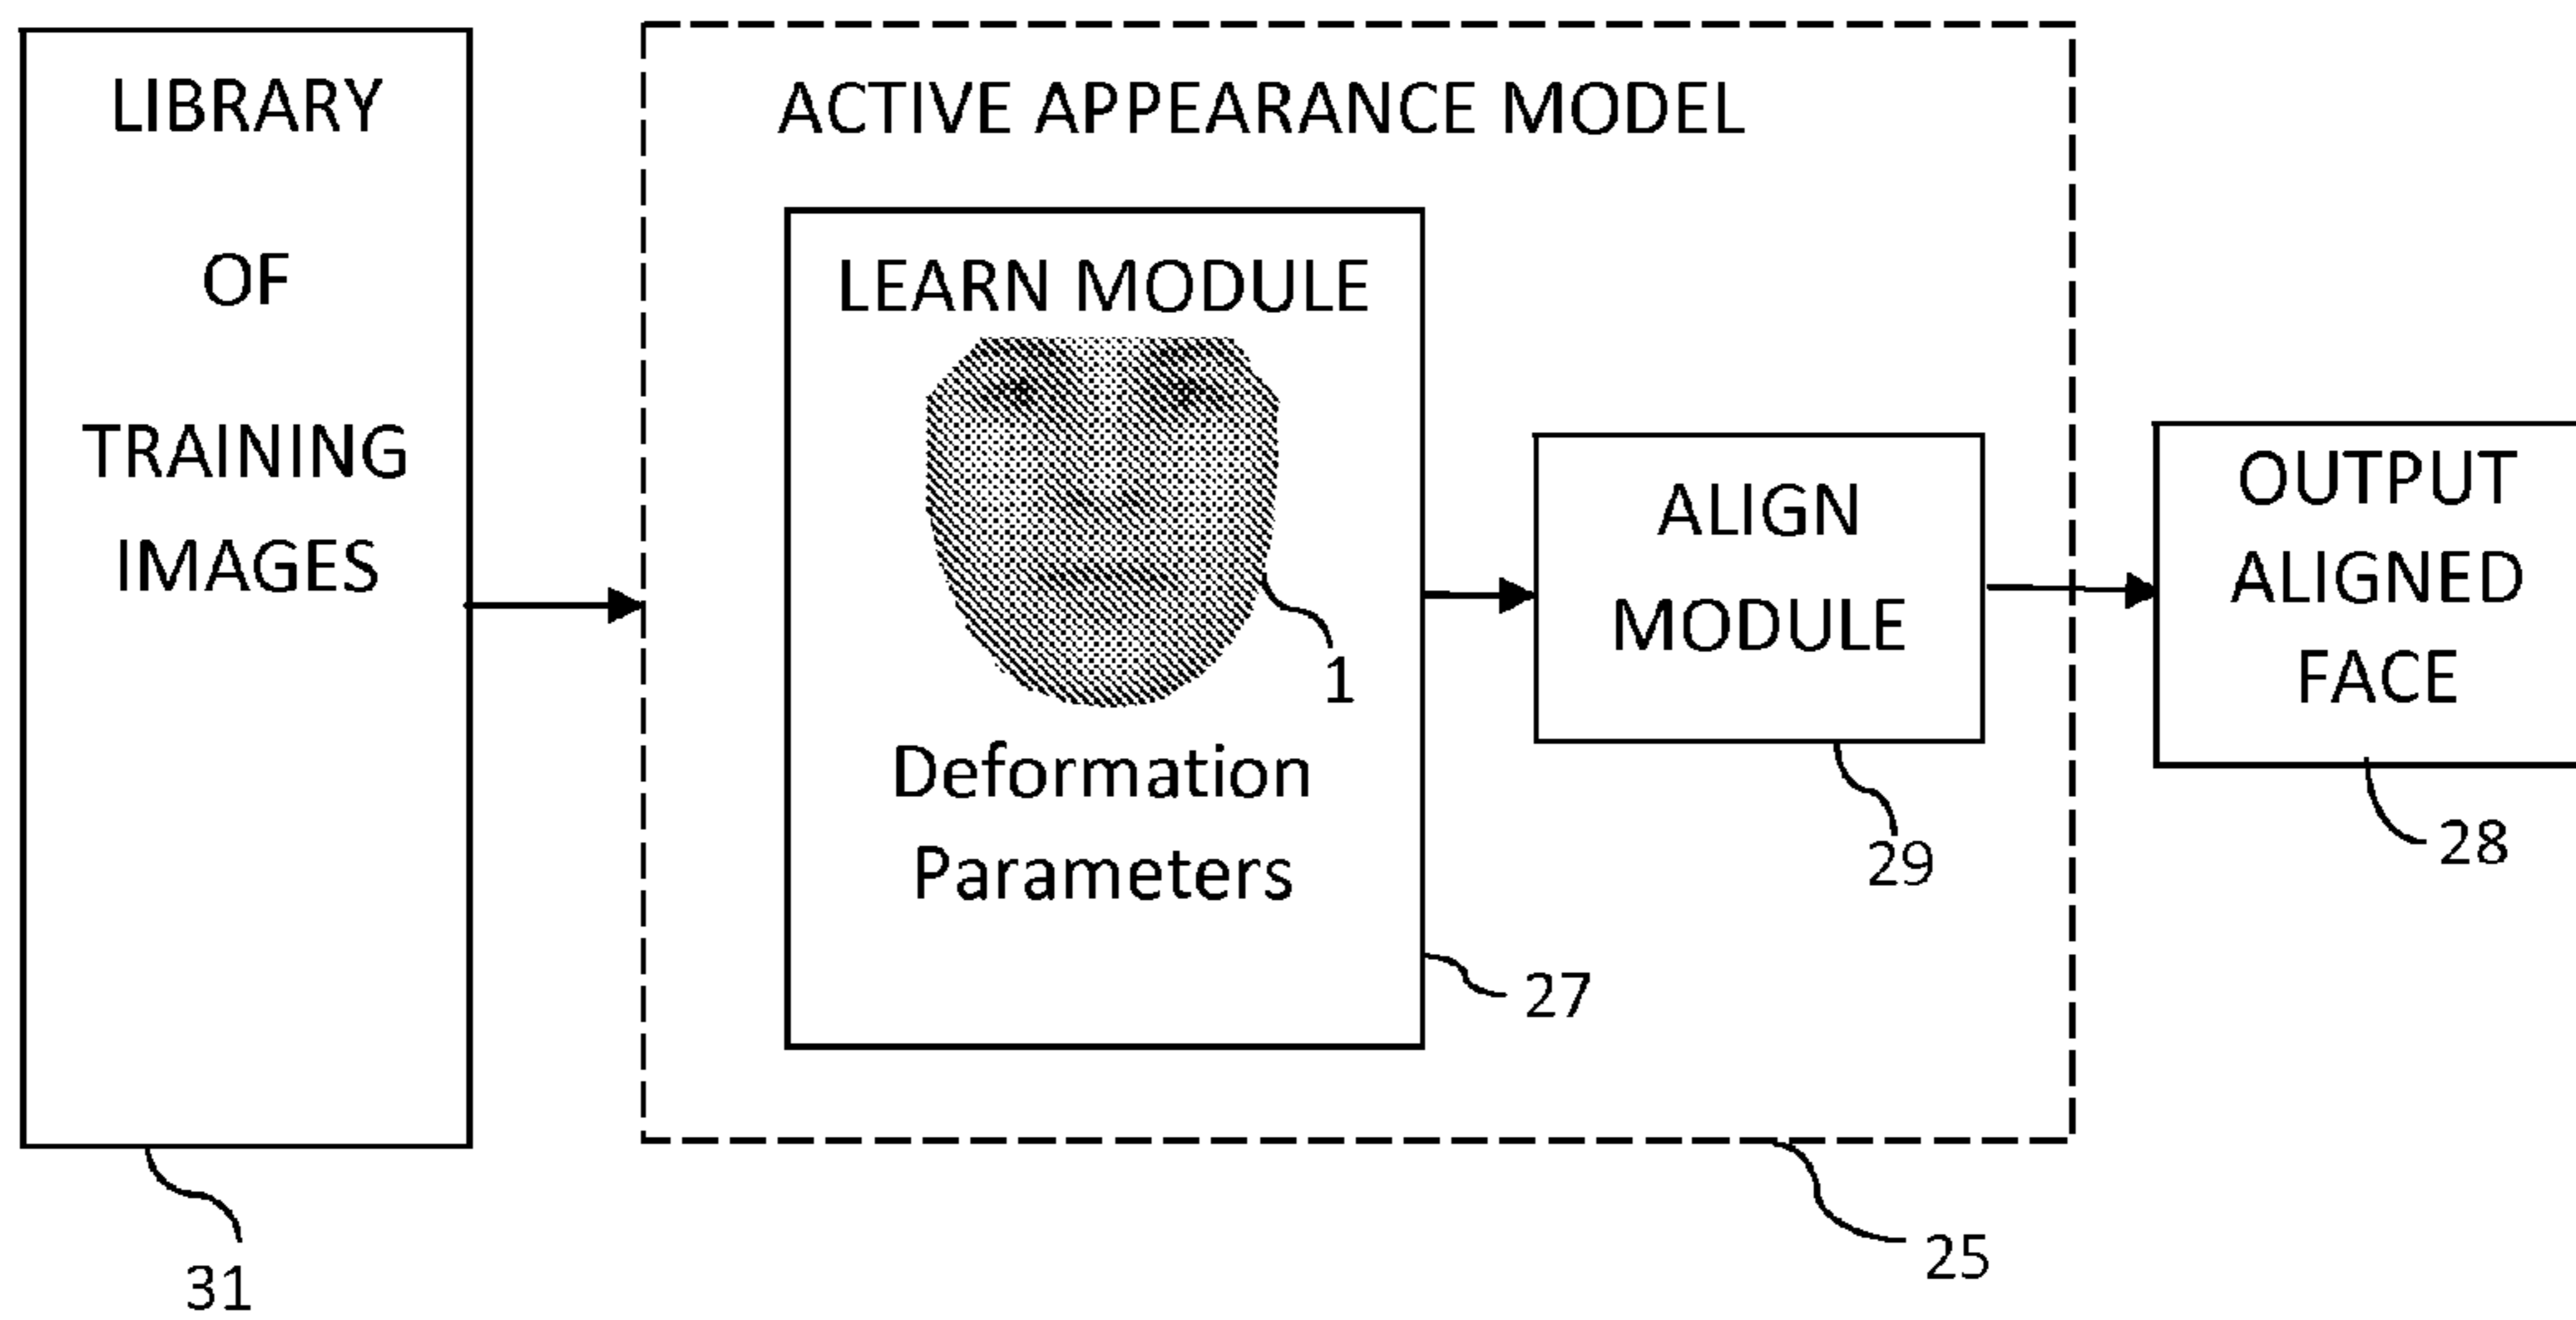 LIBRARY
OF
TRAINING
IMAGES
31
ACTIVE APPEARANCE MODEL
LEARN MODULE
1
Deformation
Parameters
27
ALIGN
MODULE
29
25
OUTPUT
ALIGNED
FACE
28